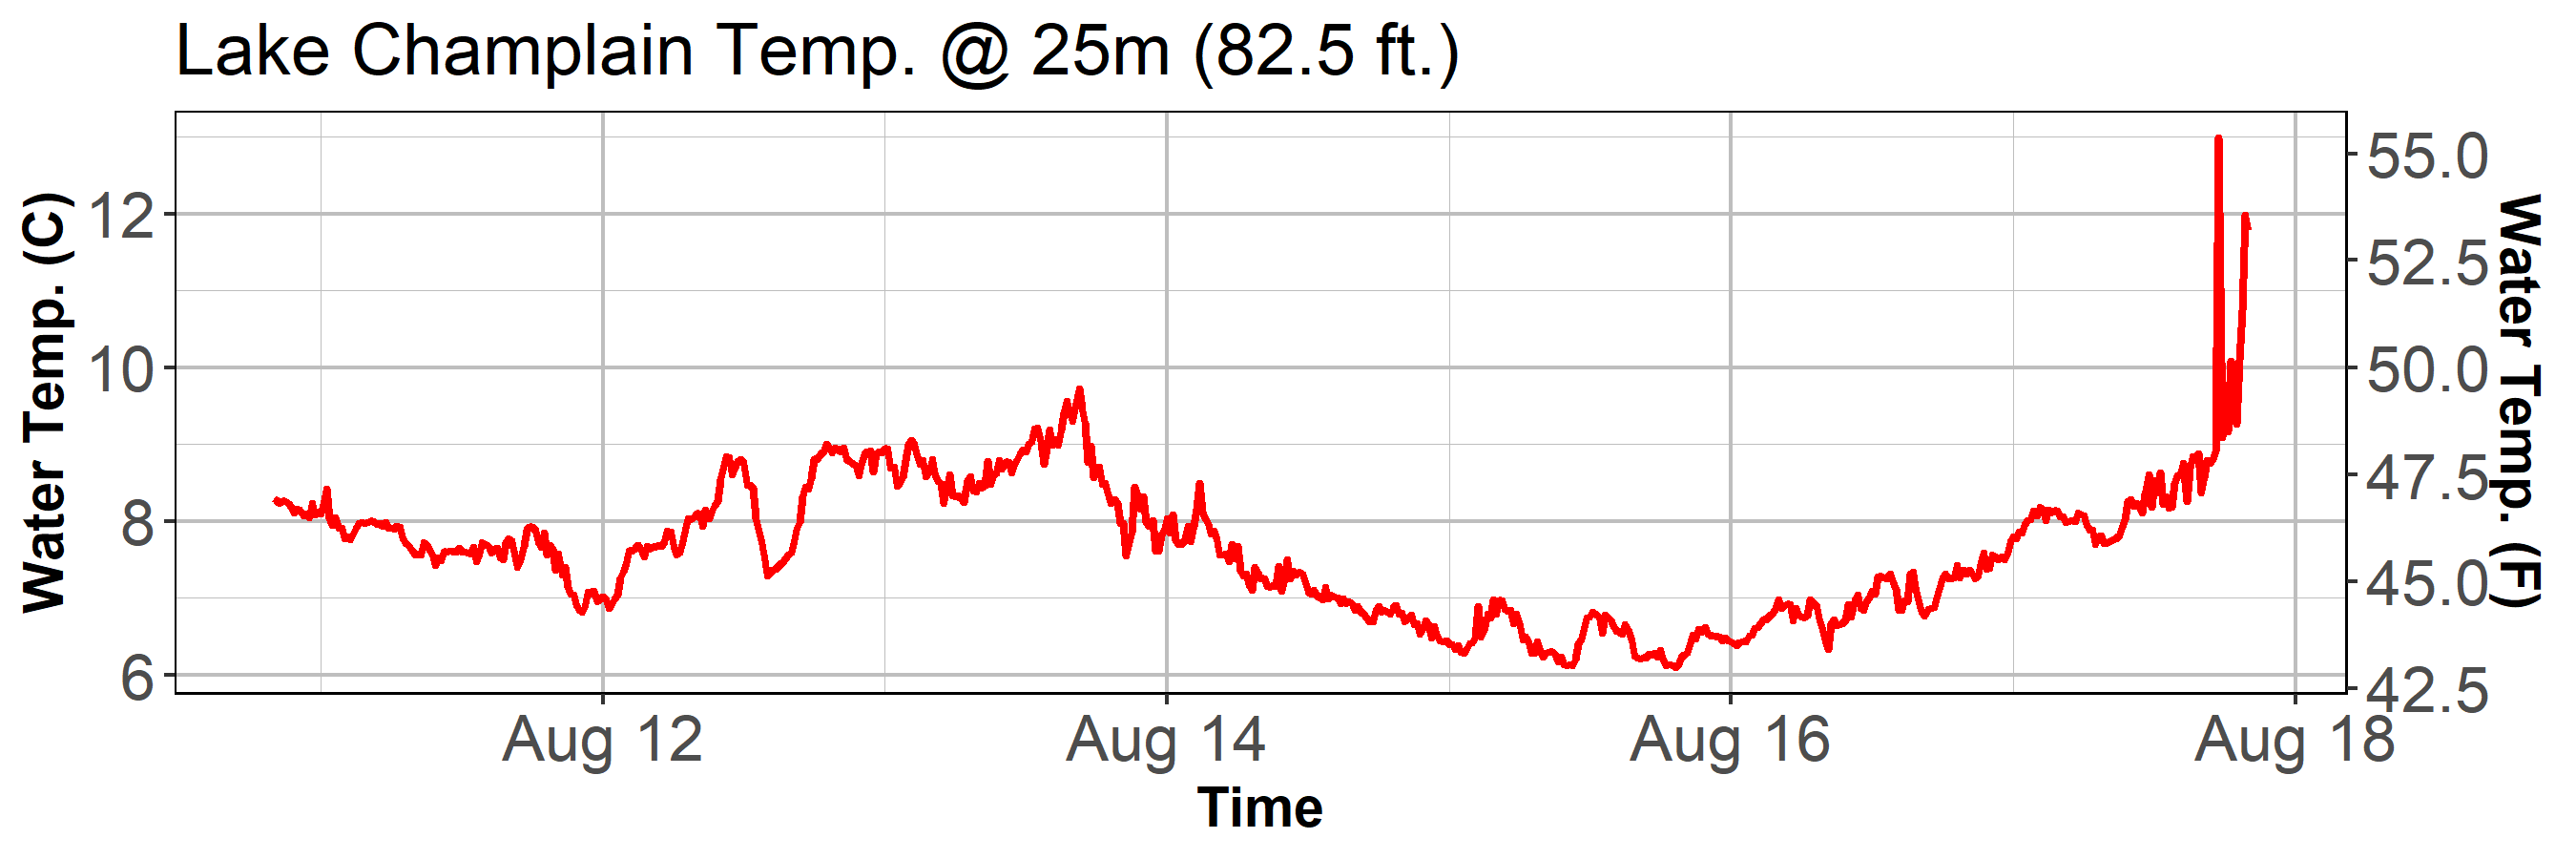 Lake Champlain Temp. @ 25m (82.5 ft.)
Water Temp. (C)
12
10
8
6
55.0
52.5
50.0
47.5
45.0
42.5
Water Temp. (F)
Aug 12 Aug 14 Aug 16 Aug 18
Time